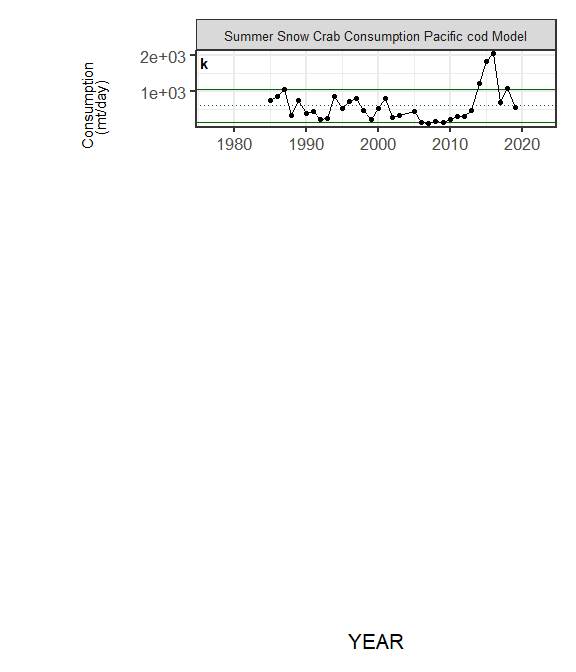 Summer Snow Crab Consumption Pacific cod Model
k
2e+03
1e+03
Consumption
(mt/day)
1980 1990 2000 2010 2020
YEAR